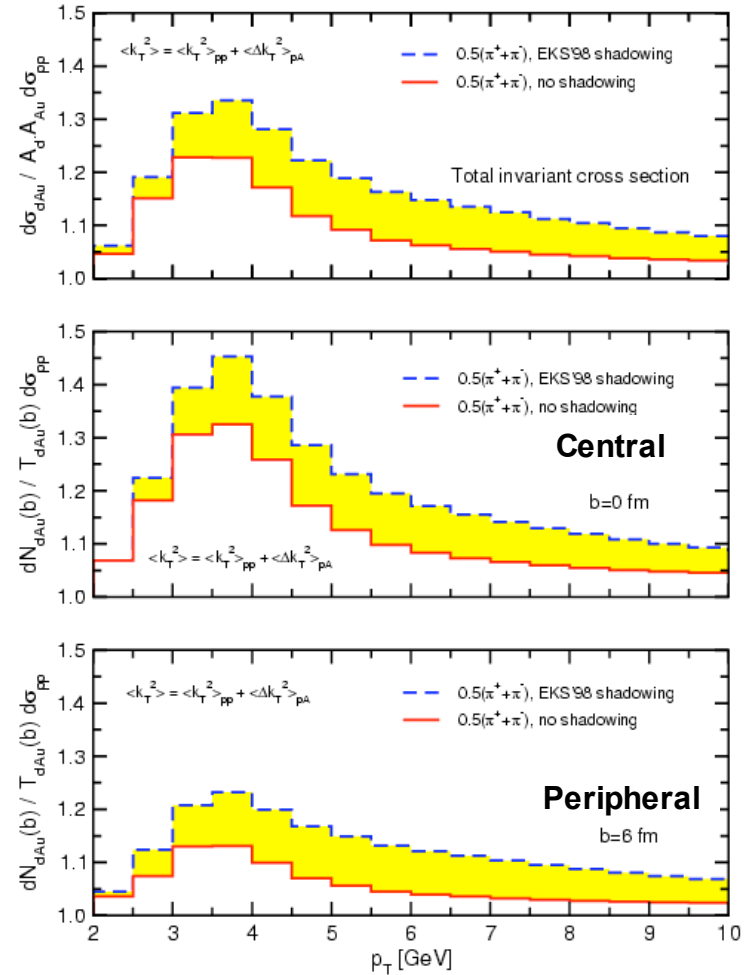 dσ_dAu / A_d.A_Au dσ_pp
1.5
1.4
1.3
1.2
1.1
1.0
<k_T^2> = <k_T^2>_pp + <Δk_T^2>_pA
0.5(π^+ +π^-), EKS'98 shadowing
0.5(π^+ +π^-), no shadowing
Total invariant cross section
dN_dAu(b) / T_dAu(b) dσ_pp
1.5
1.4
1.3
1.2
1.1
1.0
0.5(π^+ +π^-), EKS'98 shadowing
0.5(π^+ +π^-), no shadowing
Central
b=0 fm
<k_T^2> = <k_T^2>_pp + <Δk_T^2>_pA
dN_dAu(b) / T_dAu(b) dσ_pp
1.5
1.4
1.3
1.2
1.1
1.0
<k_T^2> = <k_T^2>_pp + <Δk_T^2>_pA
0.5(π^+ +π^-), EKS'98 shadowing
0.5(π^+ +π^-), no shadowing
Peripheral
b=6 fm
2 3 4 5 6 7 8 9 10
p_T [GeV]